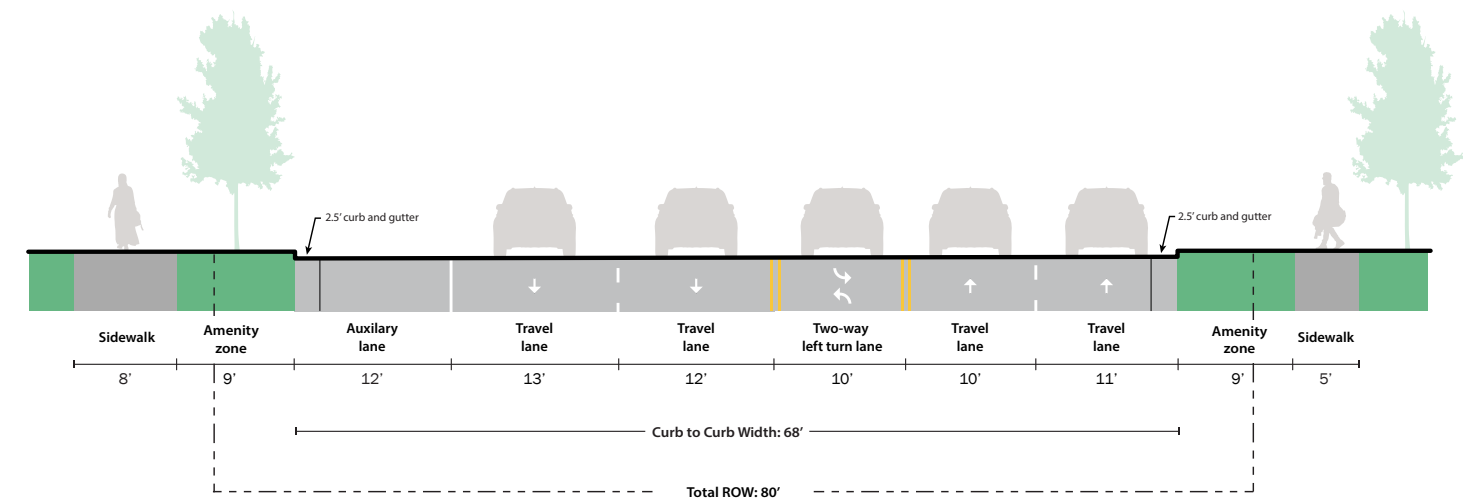 2.5’ curb and gutter
2.5’ curb and gutter
Sidewalk
Amenity
zone
Auxilary
lane
Travel
lane
Travel
lane
Two-way
left turn lane
Travel
lane
Travel
lane
Amenity
zone
Sidewalk
8’
9’
12’
13’
12’
10’
10’
11’
9’
5’
Curb to Curb Width: 68’
Total ROW: 80’